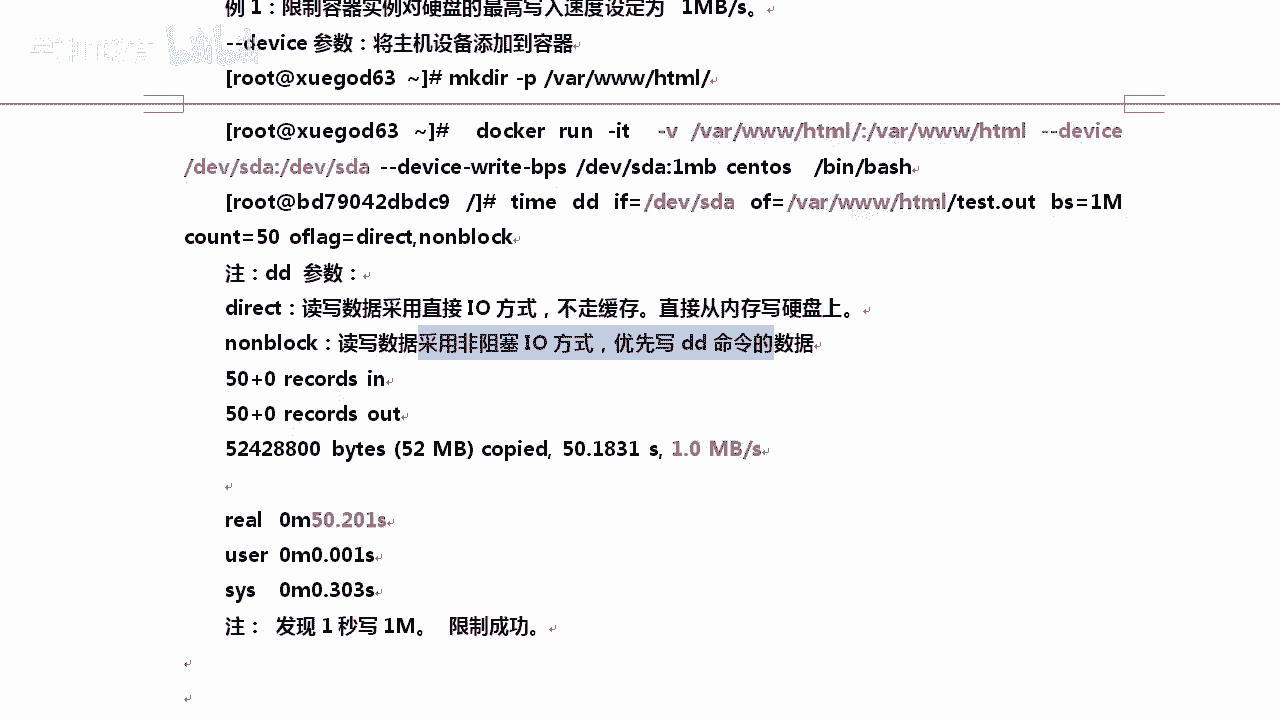 例 1：限制容器实例对硬盘的最高写入速度设定为 1MB/s。
--device 参数：将主机设备添加到容器
[root@xuegod63 ~]# mkdir -p /var/www/html/
[root@xuegod63 ~]# docker run -it -v /var/www/html/:/var/www/html --device
/dev/sda:/dev/sda --device-write-bps /dev/sda:1mb centos /bin/bash
[root@bd79042dbdc9 /]# time dd if=/dev/sda of=/var/www/html/test.out bs=1M
count=50 oflag=direct,nonblock
注：dd 参数：
direct：读写数据采用直接 IO 方式，不走缓存。直接从内存写硬盘上。
nonblock：读写数据采用非阻塞 IO 方式，优先写 dd 命令的数据
50+0 records in
50+0 records out
52428800 bytes (52 MB) copied, 50.1831 s, 1.0 MB/s
real 0m50.201s
user 0m0.001s
sys 0m0.303s
注： 发现 1 秒写 1M。 限制成功。